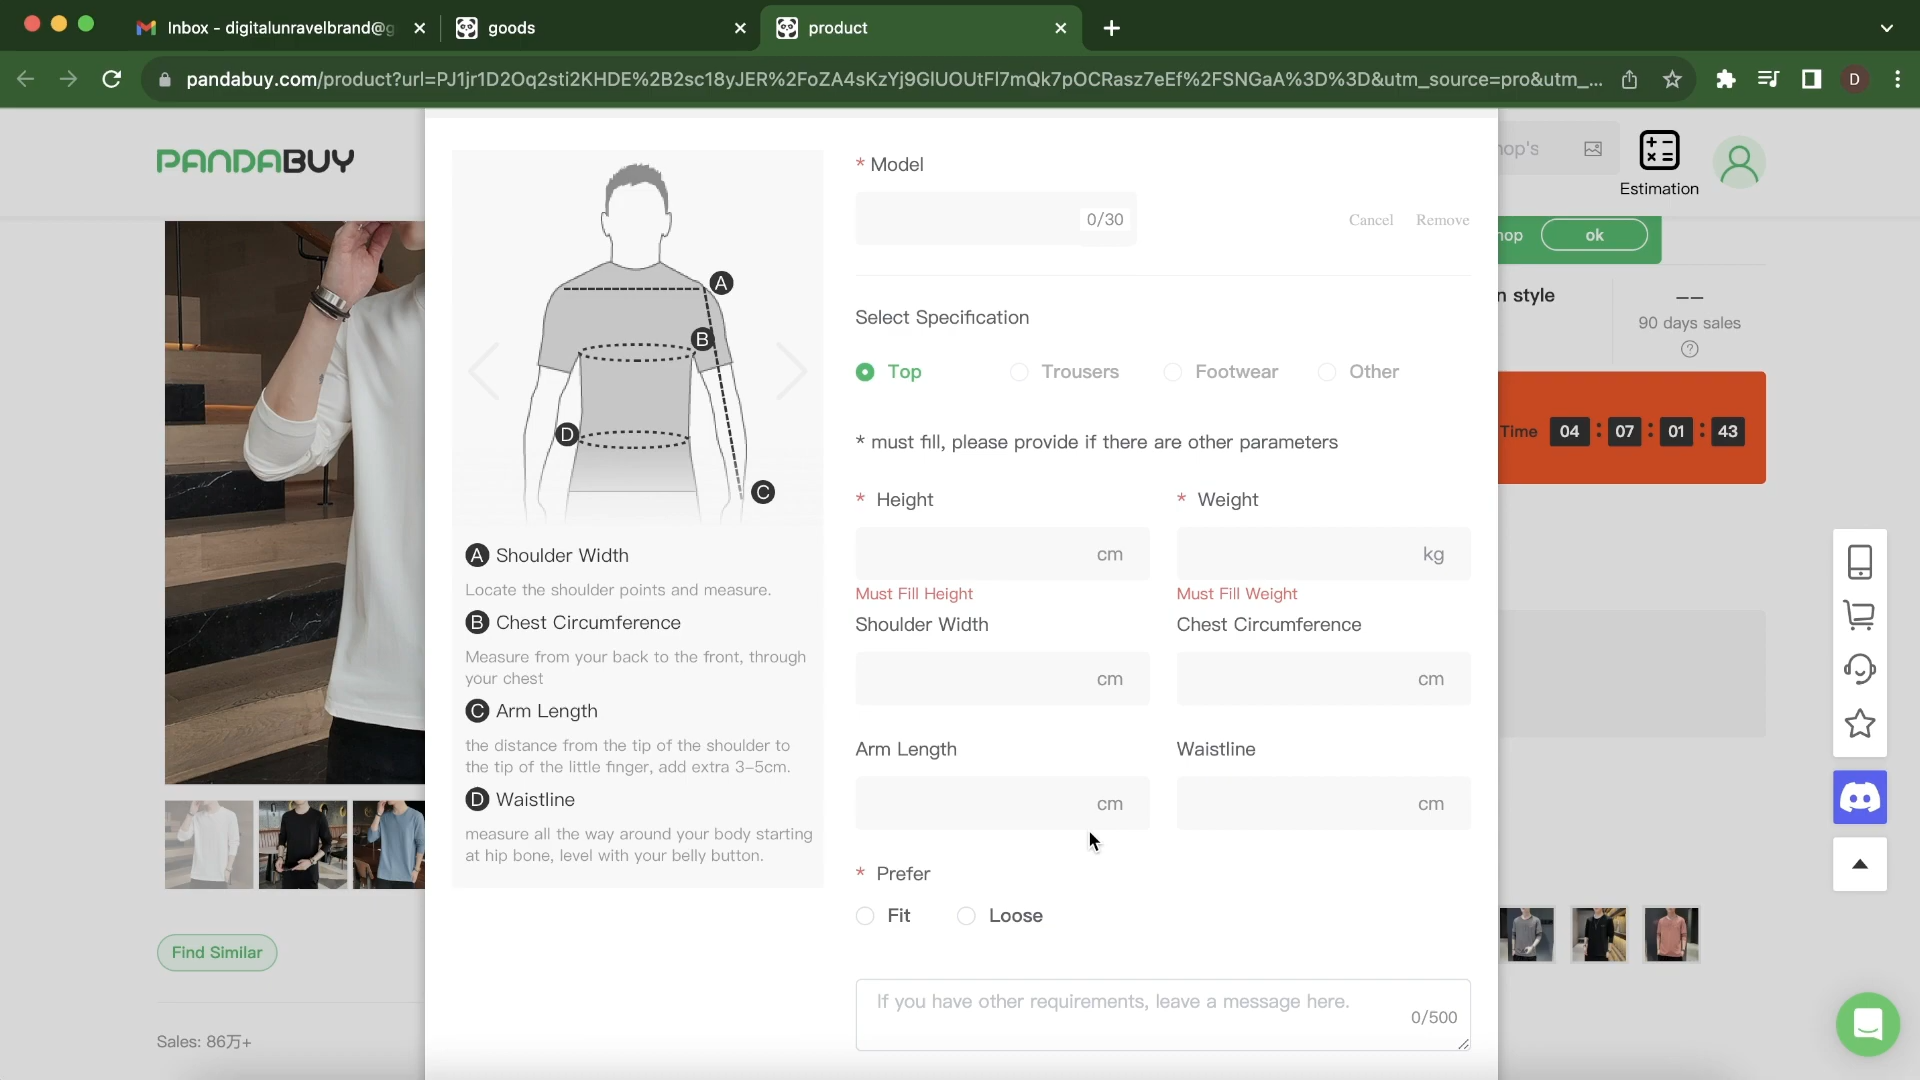 Inbox - digitalunravelbrand@g
goods
product
pandabuy.com/product?url=PJ1jr1D2Oq2sti2KHDE%2B2sc18yJER%2FoZA4sKzYj9GlUOUtFI7mQk7pOCRasz7eEf%2FSNGaA%3D%3D&utm_source=pro&utm_...
D
PANDABUY
hop's
Estimation
hop
ok
n style
——
90 days sales
?
Time 04 : 07 : 01 : 43
A
B
D
C
A Shoulder Width
Locate the shoulder points and measure.
B Chest Circumference
Measure from your back to the front, through
your chest
C Arm Length
the distance from the tip of the shoulder to
the tip of the little finger, add extra 3-5cm.
D Waistline
measure all the way around your body starting
at hip bone, level with your belly button.
* Model
0/30
Cancel Remove
Select Specification
Top Trousers Footwear Other
* must fill, please provide if there are other parameters
* Height * Weight
cm kg
Must Fill Height Must Fill Weight
Shoulder Width Chest Circumference
cm cm
Arm Length Waistline
cm cm
* Prefer
Fit Loose
If you have other requirements, leave a message here.
0/500
Find Similar
Sales: 86万+